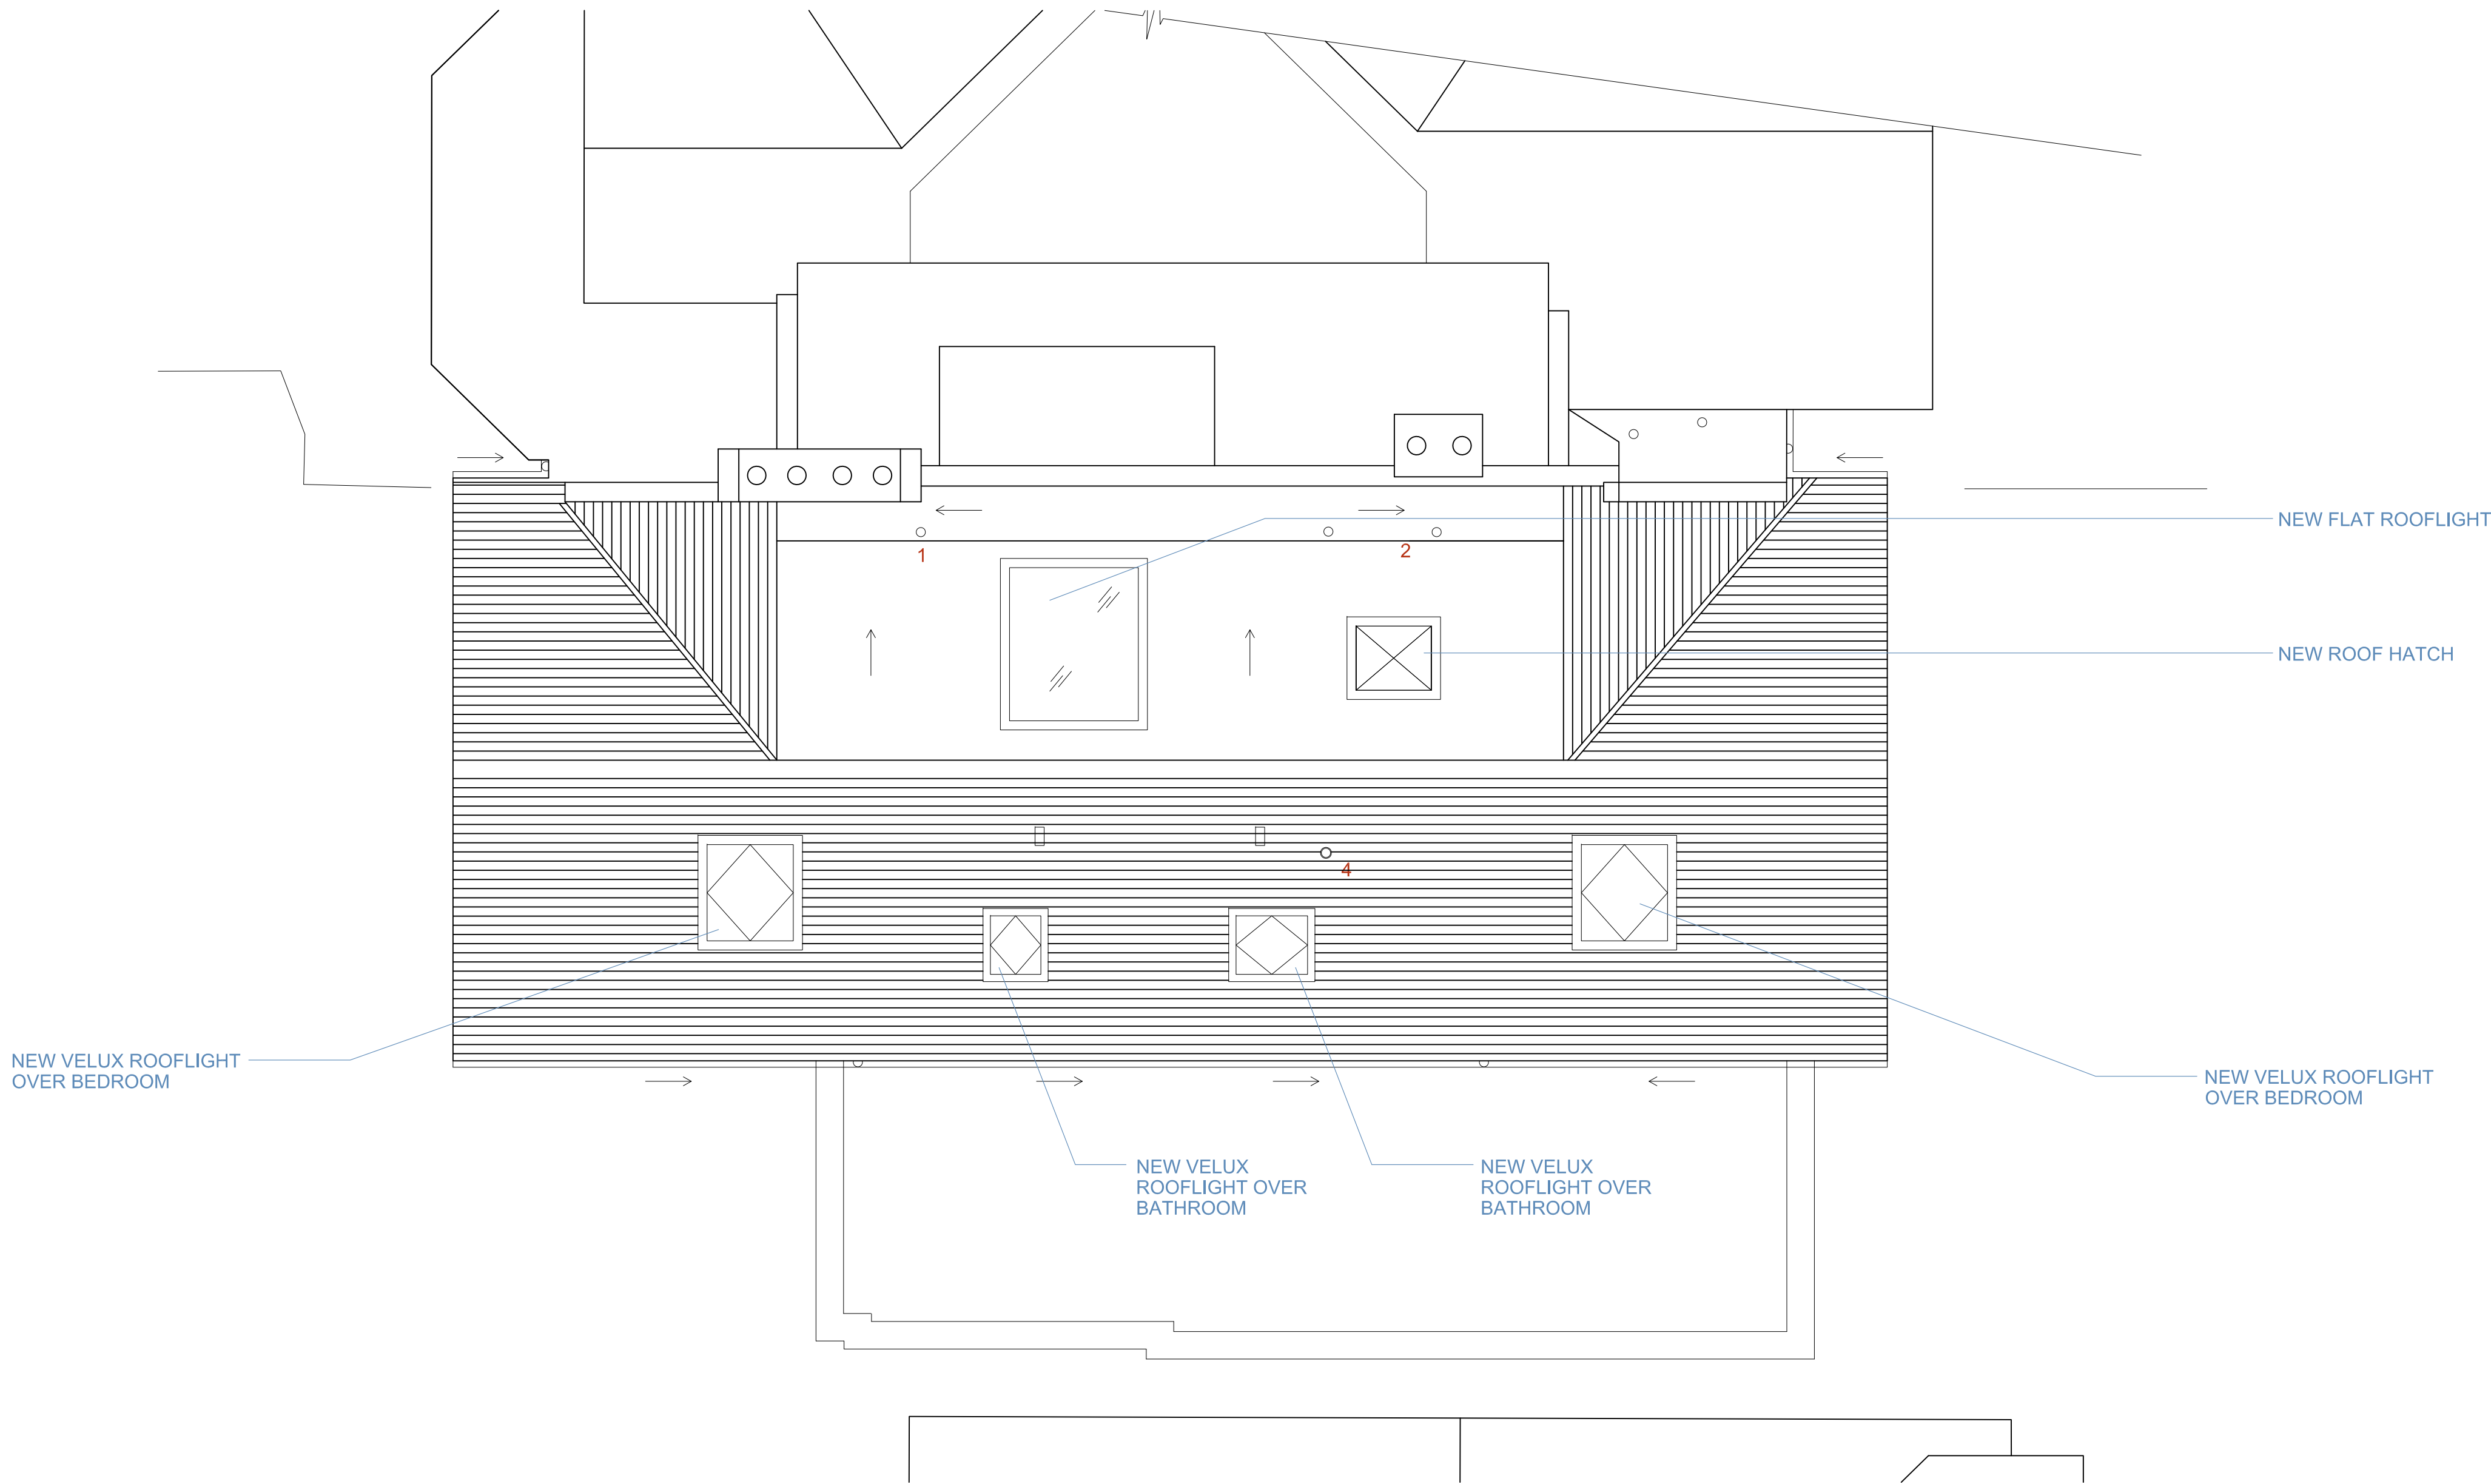 NEW FLAT ROOFLIGHT
1
2
NEW ROOF HATCH
4
NEW VELUX ROOFLIGHT
OVER BEDROOM
NEW VELUX ROOFLIGHT
OVER BEDROOM
NEW VELUX
ROOFLIGHT OVER
BATHROOM
NEW VELUX
ROOFLIGHT OVER
BATHROOM